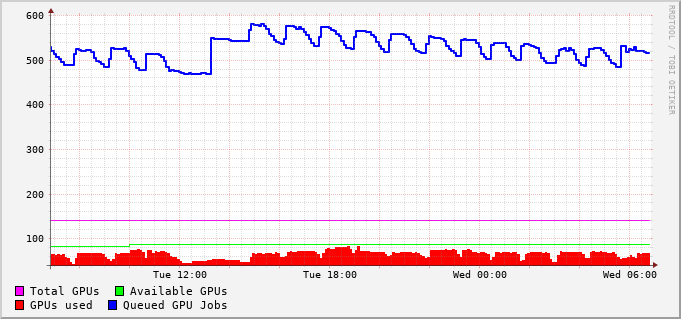 600
500
400
300
200
100
Tue 12:00 Tue 18:00 Wed 00:00 Wed 06:00
Total GPUs Available GPUs
GPUs used Queued GPU Jobs
RRDTOOL / TOBI OETIKER